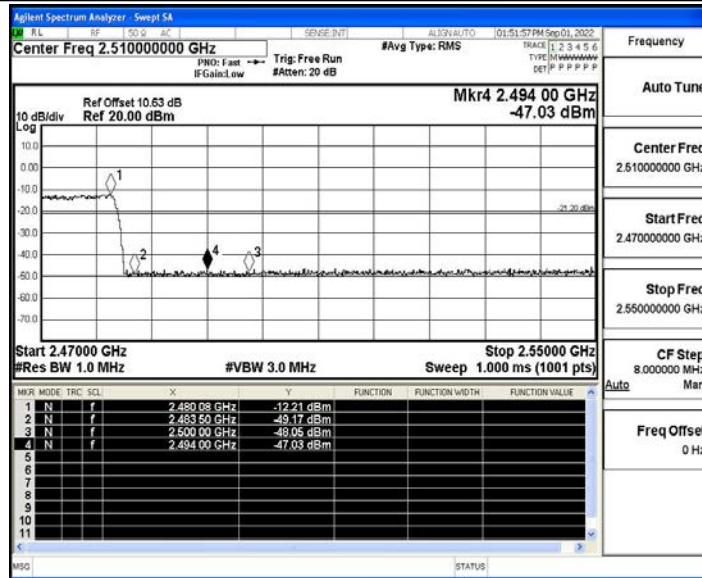 Agilent Spectrum Analyzer - Swept SA
RL RF 50 Ω AC SENSE:INT ALIGN AUTO 01:51:57 PM Sep 01, 2022
Center Freq 2.510000000 GHz
PNO: Fast Trig: Free Run
IFGain:Low #Atten: 20 dB
#Avg Type: RMS
TRACE 1 2 3 4 5 6
TYPE M WWWWW
DET P P P P P P
Ref Offset 10.63 dB
10 dB/div Ref 20.00 dBm
Mkr4 2.494 00 GHz
-47.03 dBm
Log
10.0
0.00
-10.0
-20.0
-30.0
-40.0
-50.0
-60.0
-70.0
1
2
4
3
-21.20 dBm
Start 2.47000 GHz Stop 2.55000 GHz
#Res BW 1.0 MHz #VBW 3.0 MHz Sweep 1.000 ms (1001 pts)
MKR MODE TRC SCL X Y FUNCTION FUNCTION WIDTH FUNCTION VALUE
1 N f 2.480 08 GHz -12.21 dBm
2 N f 2.483 50 GHz -49.17 dBm
3 N f 2.500 00 GHz -48.05 dBm
4 N f 2.494 00 GHz -47.03 dBm
5
6
7
8
9
10
11
MSG STATUS
Frequency
Auto Tune
Center Freq
2.510000000 GHz
Start Freq
2.470000000 GHz
Stop Freq
2.550000000 GHz
CF Step
8.000000 MHz
Auto Man
Freq Offset
0 Hz